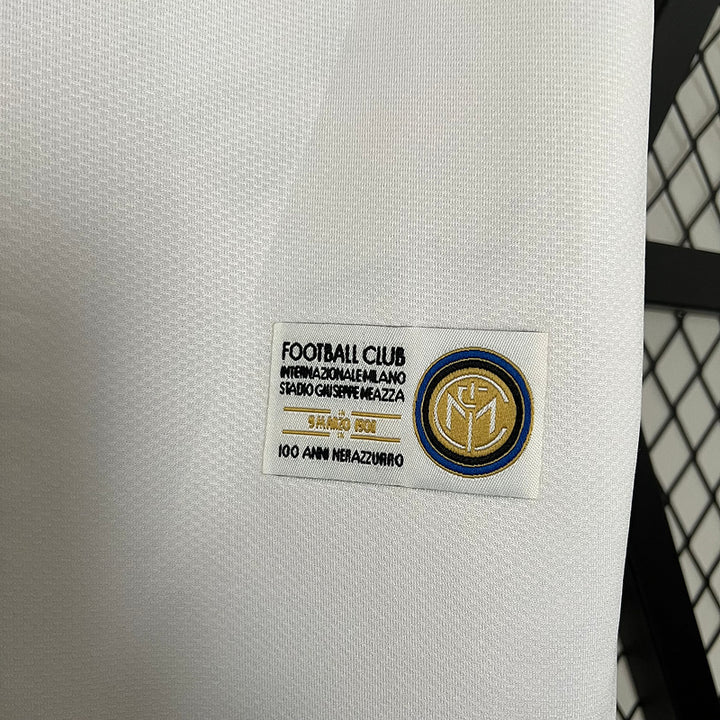 FOOTBALL CLUB
INTERNAZIONALE MILANO
STADIO GIUSEPPE MEAZZA
9 MARZO 1908
100 ANNI NERAZZURRO